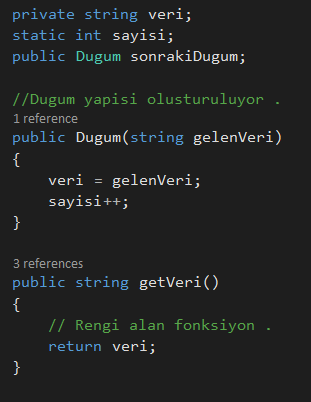 private string veri;
static int sayisi;
public Dugum sonrakiDugum;
//Dugum yapisi olusturuluyor .
1 reference
public Dugum(string gelenVeri)
{
veri = gelenVeri;
sayisi++;
}
3 references
public string getVeri()
{
// Rengi alan fonksiyon .
return veri;
}